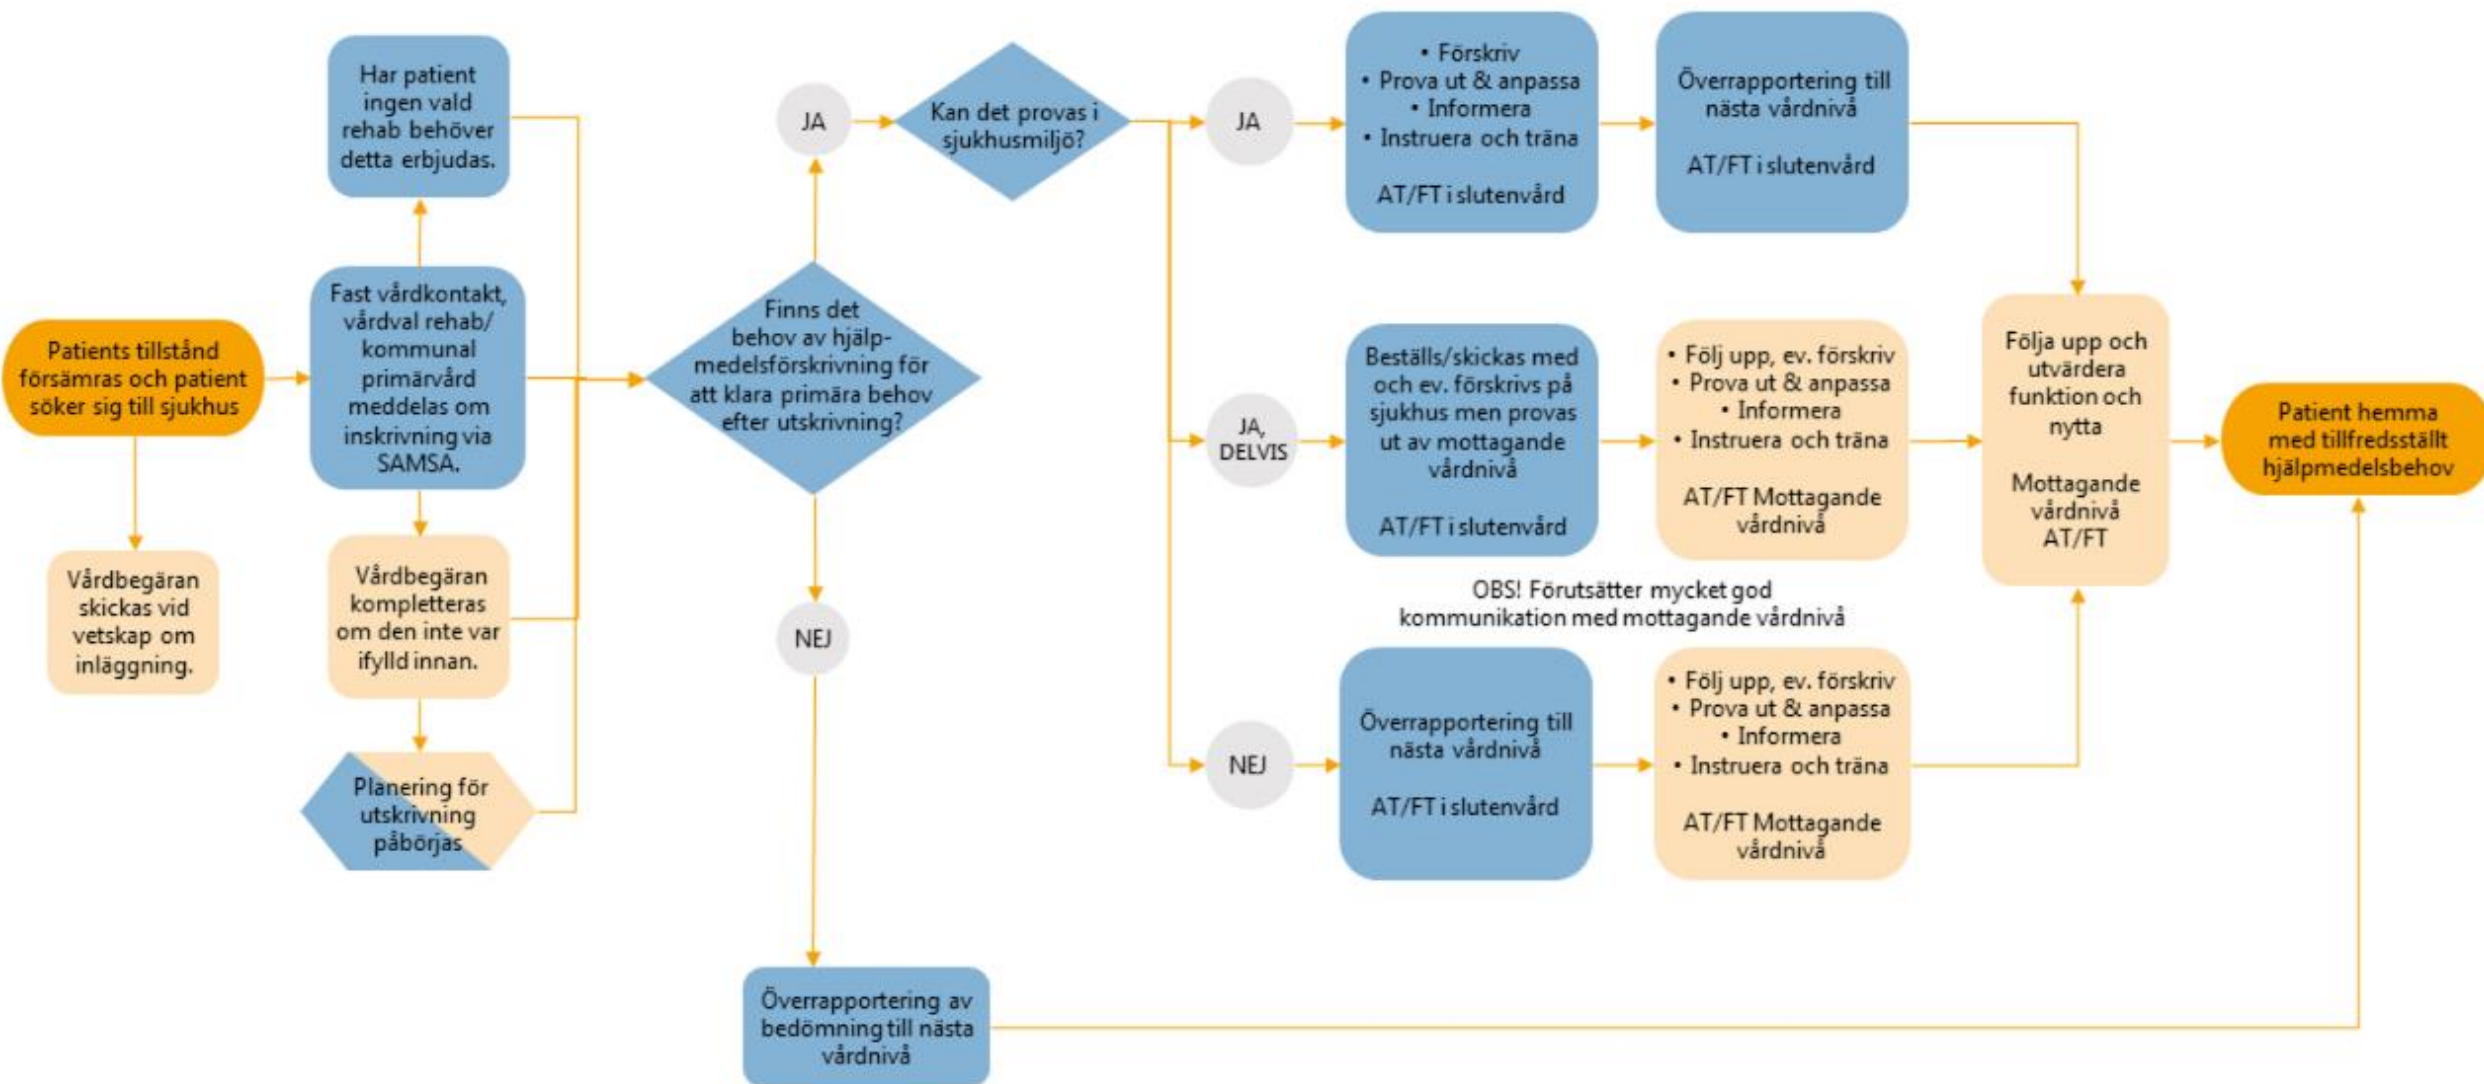 Patients tillstånd
försämras och patient
söker sig till sjukhus
Vårdbegäran
skickas vid
vetskap om
inläggning.
Har patient
ingen vald
rehab behöver
detta erbjudas.
Fast vårdkontakt,
vårdval rehab/
kommunal
primärvård
meddelas om
inskrivning via
SAMSA.
Vårdbegäran
kompletteras
om den inte var
ifylld innan.
Planering för
utskrivning
påbörjas
Finns det
behov av hjälp-
medelsförskrivning för
att klara primära behov
efter utskrivning?
JA
Kan det provas i
sjukhusmiljö?
JA
• Förskriv
• Prova ut & anpassa
• Informera
• Instruera och träna
AT/FT i slutenvård
Överrapportering till
nästa vårdnivå
AT/FT i slutenvård
JA,
DELVIS
Beställs/skickas med
och ev. förskrivs på
sjukhus men provas
ut av mottagande
vårdnivå
AT/FT i slutenvård
• Följ upp, ev. förskriv
• Prova ut & anpassa
• Informera
• Instruera och träna
AT/FT Mottagande
vårdnivå
OBS! Förutsätter mycket god
kommunikation med mottagande vårdnivå
NEJ
Överrapportering till
nästa vårdnivå
AT/FT i slutenvård
• Följ upp, ev. förskriv
• Prova ut & anpassa
• Informera
• Instruera och träna
AT/FT Mottagande
vårdnivå
Följa upp och
utvärdera
funktion och
nytta
Mottagande
vårdnivå
AT/FT
Patient hemma
med tillfredsställt
hjälpmedelsbehov
NEJ
Överrapportering av
bedömning till nästa
vårdnivå